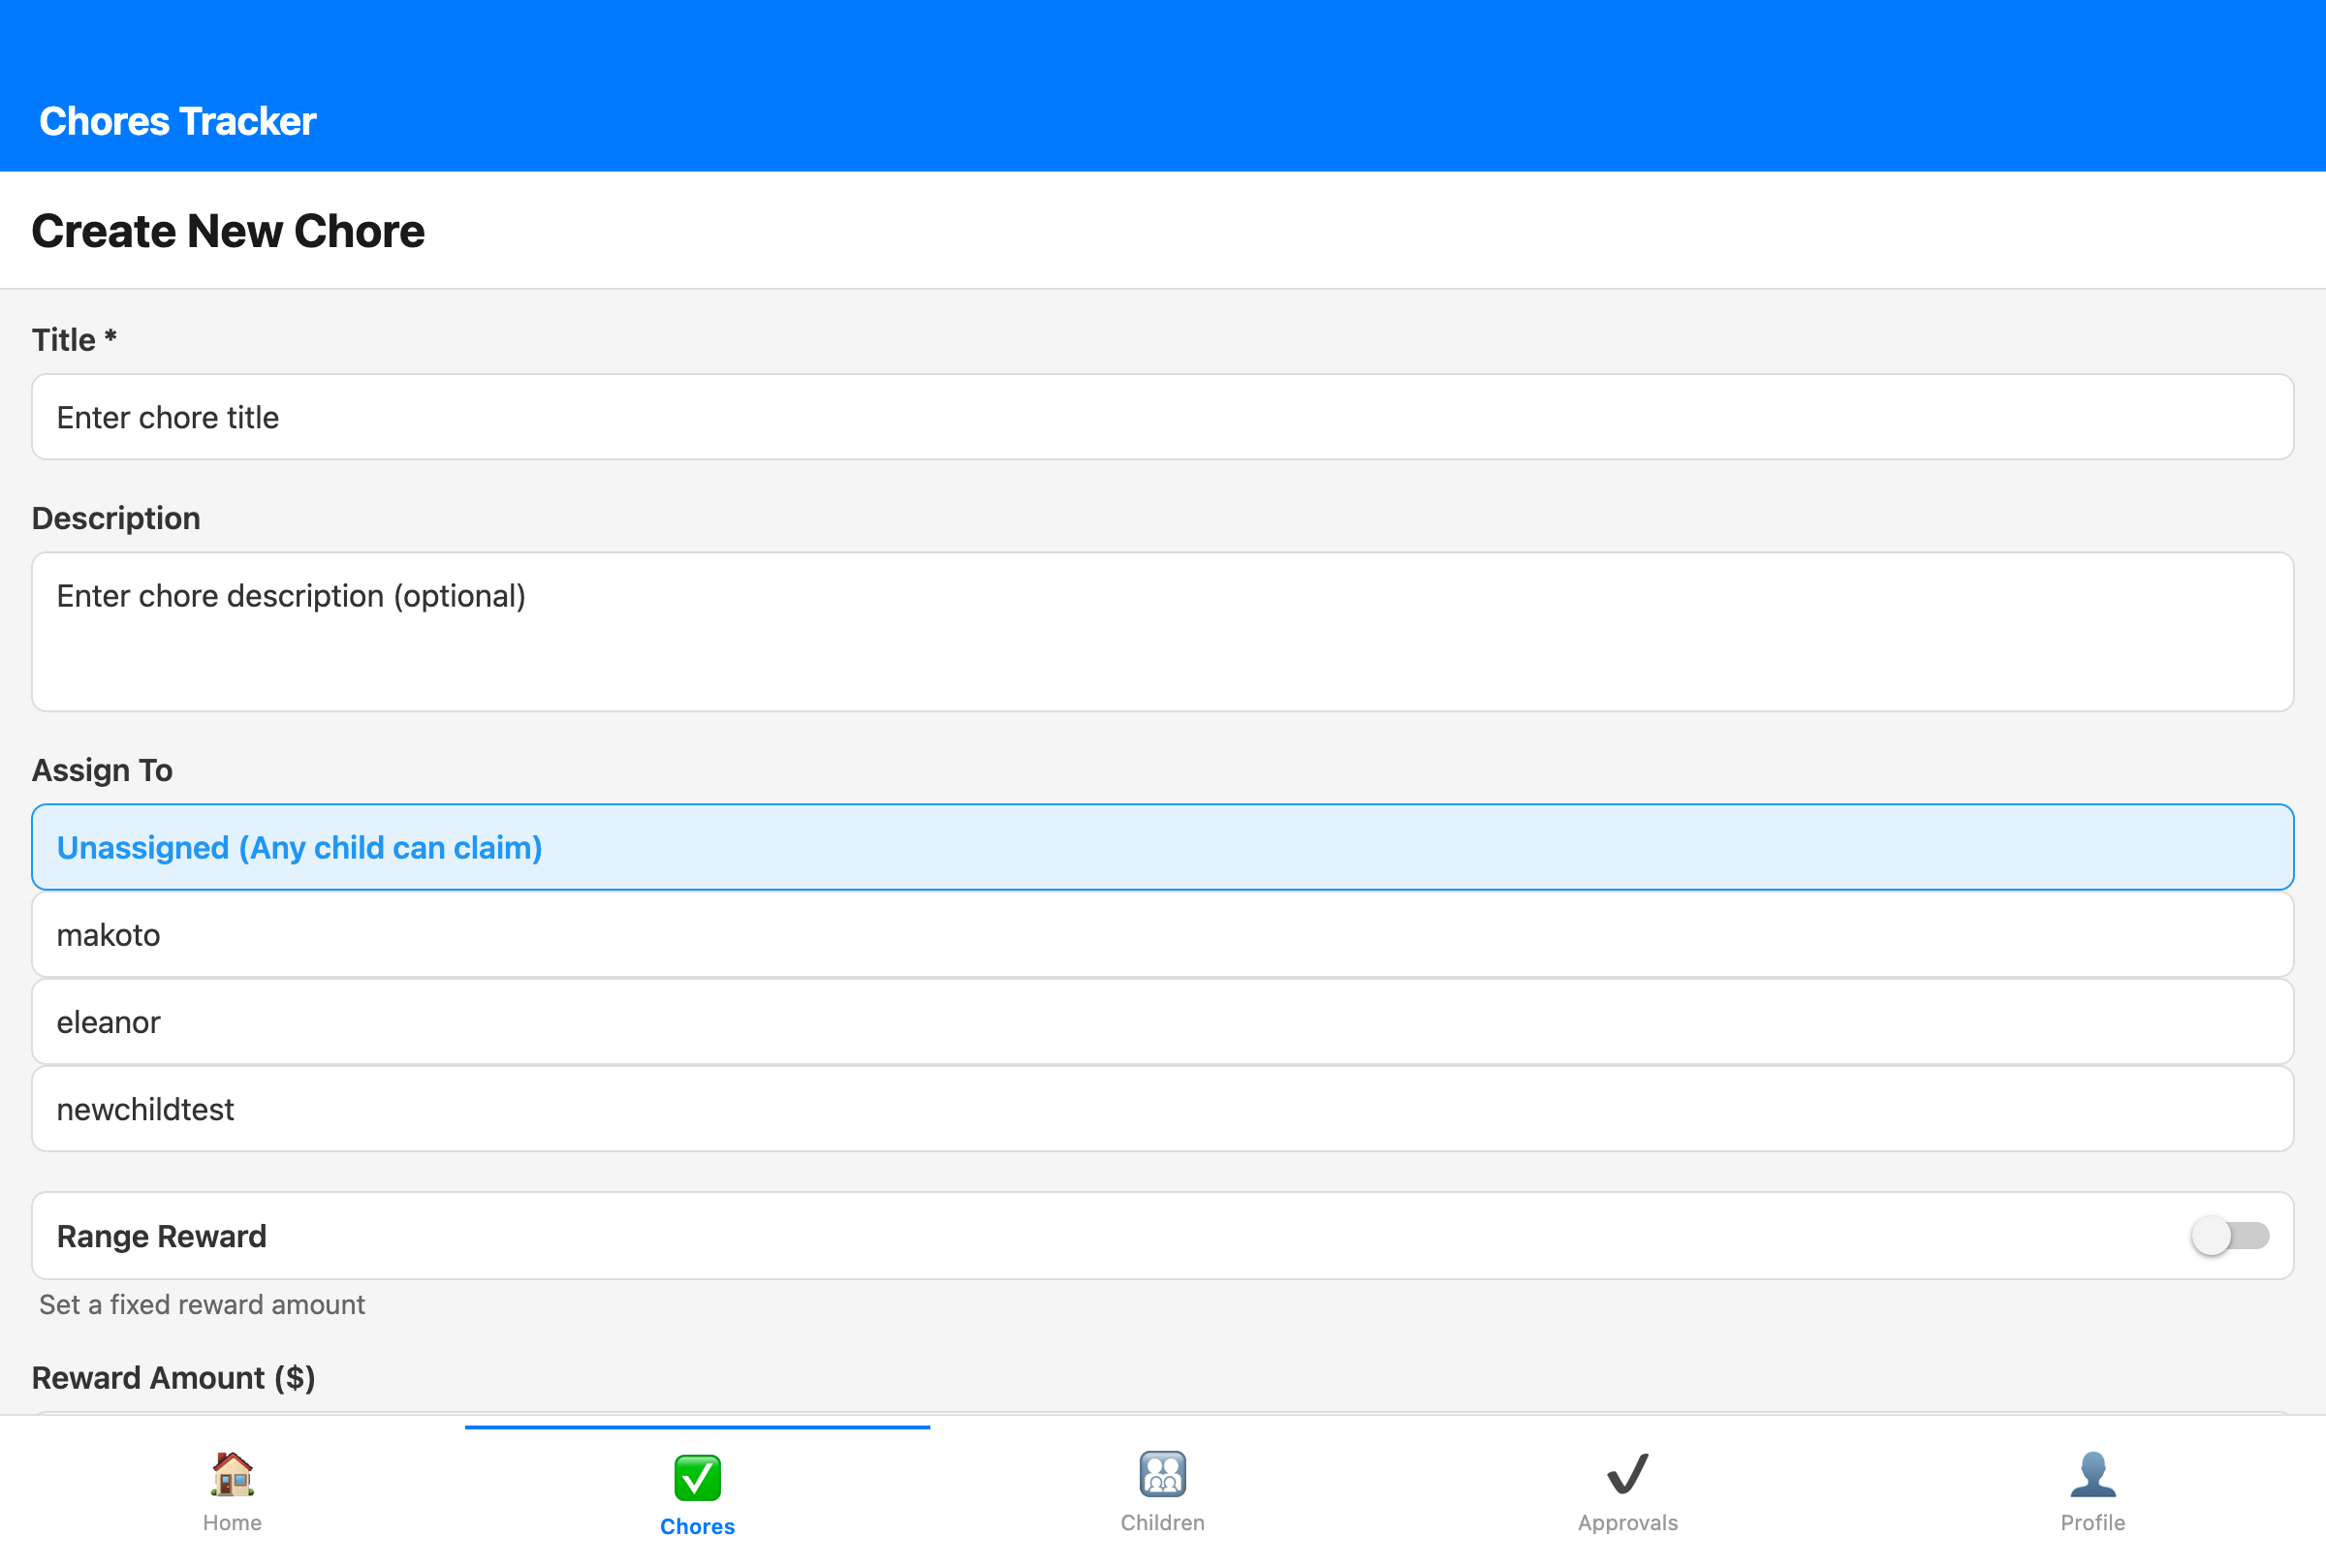 Chores Tracker
Create New Chore
Title *
Enter chore title
Description
Enter chore description (optional)
Assign To
Unassigned (Any child can claim)
makoto
eleanor
newchildtest
Range Reward
Set a fixed reward amount
Reward Amount ($)
Home
Chores
Children
Approvals
Profile